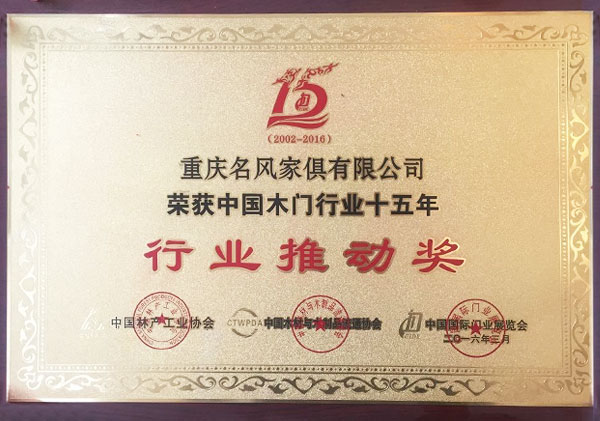 15
(2002-2016)
重庆名风家俱有限公司
荣获中国木门行业十五年
行业推动奖
中国林产工业协会 CTWPDA 中国木材与木制品流通协会 中国国际门业展览会
二〇一六年三月